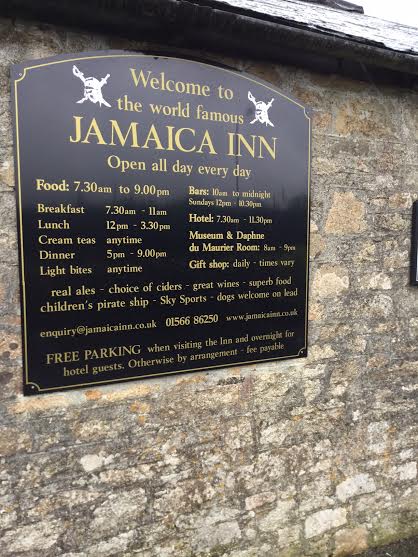 Welcome to
the world famous
JAMAICA INN
Open all day every day
Food: 7.30am to 9.00pm
Breakfast 7.30am - 11am
Lunch 12pm - 3.30pm
Cream teas anytime
Dinner 5pm - 9.00pm
Light bites anytime
Bars: 10am to midnight
Sundays 12pm - 10.30pm
Hotel: 7.30am - 11.30pm
Museum & Daphne
du Maurier Room: 8am - 9pm
Gift shop: daily - times vary
real ales - choice of ciders - great wines - superb food
children's pirate ship - Sky Sports - dogs welcome on lead
enquiry@jamaicainn.co.uk 01566 86250 www.jamaicainn.co.uk
FREE PARKING when visiting the Inn and overnight for
hotel guests. Otherwise by arrangement - fee payable